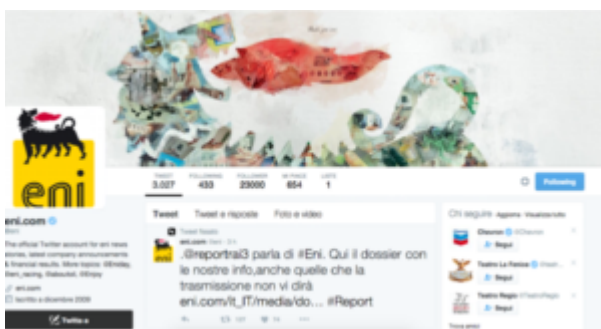 TWEET FOLLOWING FOLLOWER MI PIACE LISTE
3.027 433 23000 654 1
Following
eni
eni.com
Tweet Tweet e risposte Foto e video
The official Twitter account for eni news
stories, latest company announcements
& financial results. More topics
eni.com
Iscritto a dicembre 2009
Tweet fissato
eni.com
.@reportrai3 parla di #Eni. Qui il dossier con
le nostre info,anche quelle che la
trasmissione non vi dirà
eni.com/it_IT/media/do... #Report
Chi seguire Aggiorna Visualizza tutto
Chevron @Chevron
Segui
Teatro La Fenice
Segui
Teatro Regio @TeatroRegio
Segui
Trova amici